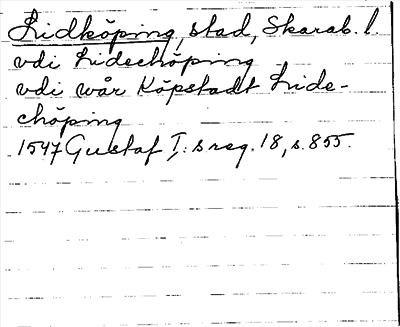 Lidköping, stad, Skarab. l.
vdi Lidechöping
vdi wår Köpstadt Lide-
chöping
1547 Gustaf I:s reg. 18, s. 855.